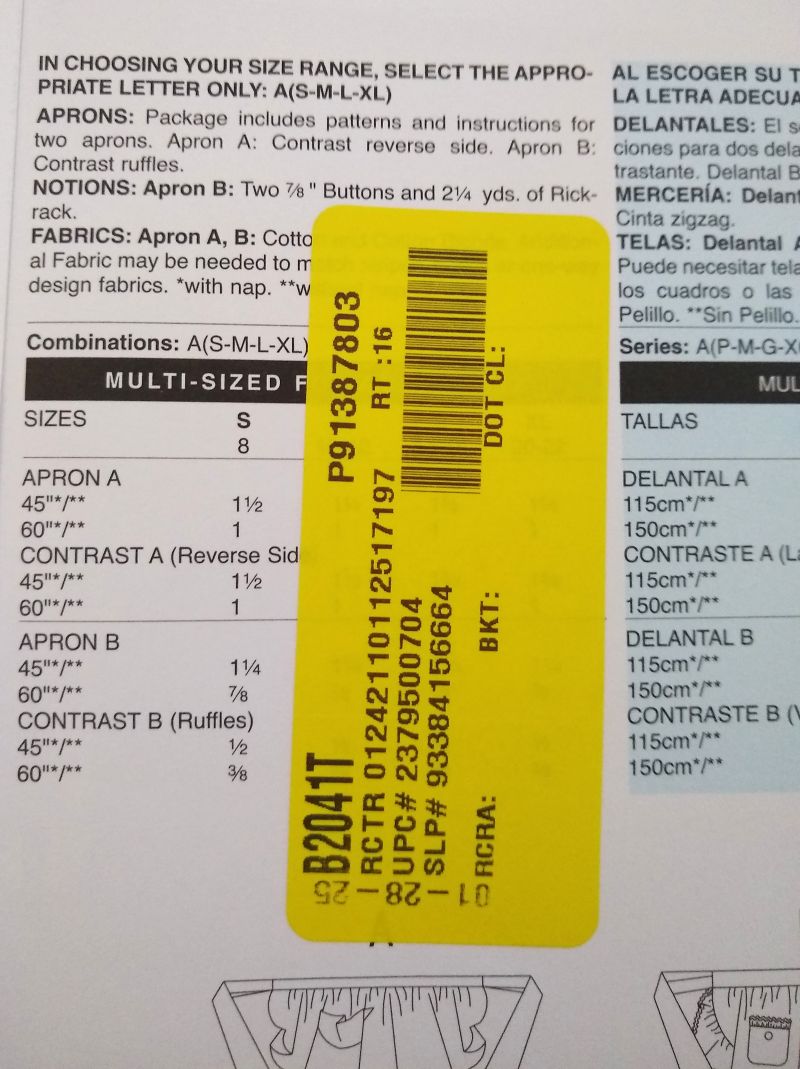 IN CHOOSING YOUR SIZE RANGE, SELECT THE APPRO-
PRIATE LETTER ONLY: A(S-M-L-XL)
APRONS: Package includes patterns and instructions for
two aprons. Apron A: Contrast reverse side. Apron B:
Contrast ruffles.
NOTIONS: Apron B: Two ⅞" Buttons and 2¼ yds. of Rick-
rack.
FABRICS: Apron A, B: Cotto
al Fabric may be needed to m
design fabrics. *with nap. **w
Combinations: A(S-M-L-XL)
MULTI-SIZED F
SIZES S
8
APRON A
45"*/** 1½
60"*/** 1
CONTRAST A (Reverse Side
45"*/** 1½
60"*/** 1
APRON B
45"*/** 1¼
60"*/** ⅞
CONTRAST B (Ruffles)
45"*/** ½
60"*/** ⅜
A
P91387803
RT :16
DOT CL:
B2041T
RCTR 012421101112517197
UPC# 2379500704
SLP# 93384156664
BKT:
RCRA:
01-28-25
AL ESCOGER SU T
LA LETRA ADECUA
DELANTALES: El s
ciones para dos dela
trastante. Delantal B
MERCERÍA: Delant
Cinta zigzag.
TELAS: Delantal A
Puede necesitar tela
los cuadros o las
Pelillo. **Sin Pelillo.
Series: A(P-M-G-X
MUL
TALLAS
DELANTAL A
115cm*/**
150cm*/**
CONTRASTE A (La
115cm*/**
150cm*/**
DELANTAL B
115cm*/**
150cm*/**
CONTRASTE B (V
115cm*/**
150cm*/**